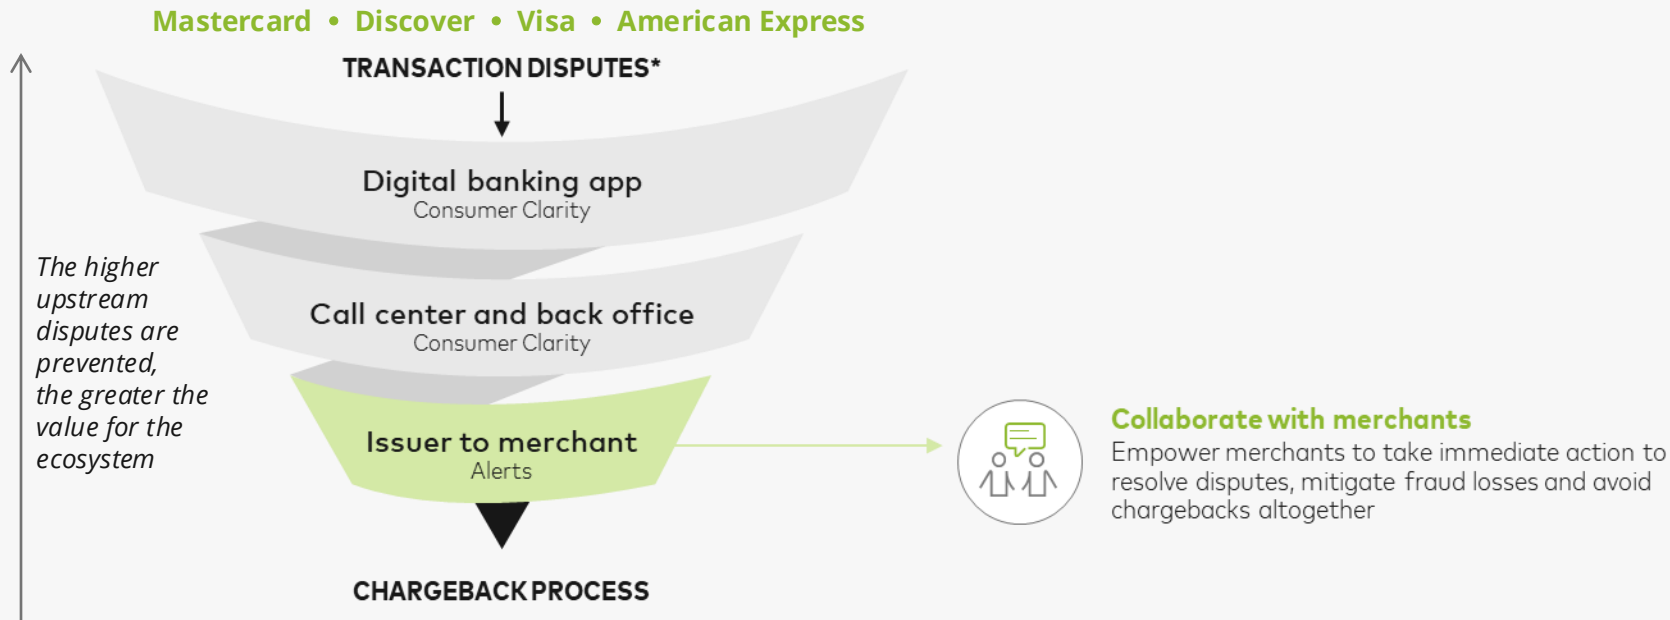 Mastercard • Discover • Visa • American Express
TRANSACTION DISPUTES*
Digital banking app
Consumer Clarity
The higher
upstream
disputes are
prevented,
the greater the
value for the
ecosystem
Call center and back office
Consumer Clarity
Issuer to merchant
Alerts
Collaborate with merchants
Empower merchants to take immediate action to
resolve disputes, mitigate fraud losses and avoid
chargebacks altogether
CHARGEBACK PROCESS